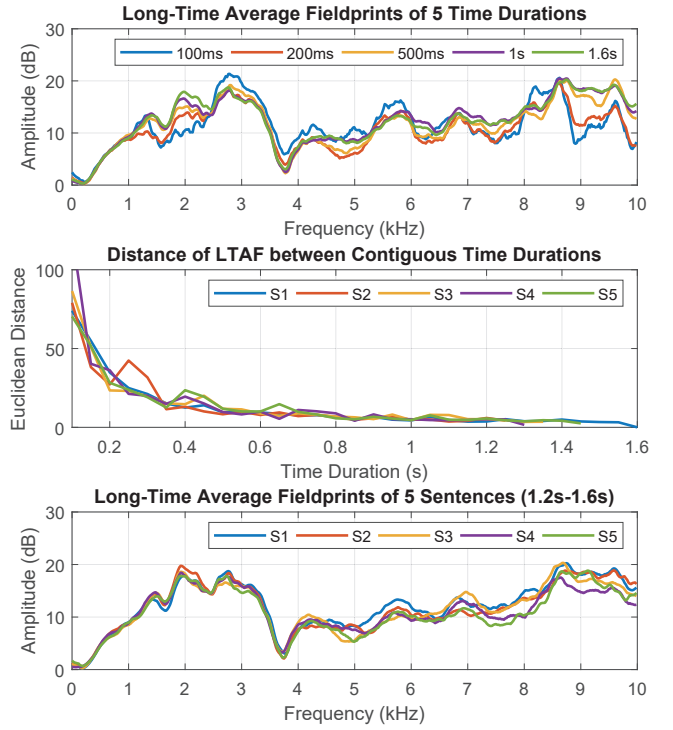 Long-Time Average Fieldprints of 5 Time Durations
30
20
10
0
Amplitude (dB)
100ms 200ms 500ms 1s 1.6s
0 1 2 3 4 5 6 7 8 9 10
Frequency (kHz)
Distance of LTAF between Contiguous Time Durations
100
50
0
Euclidean Distance
S1 S2 S3 S4 S5
0.2 0.4 0.6 0.8 1 1.2 1.4 1.6
Time Duration (s)
Long-Time Average Fieldprints of 5 Sentences (1.2s-1.6s)
30
20
10
0
Amplitude (dB)
S1 S2 S3 S4 S5
0 1 2 3 4 5 6 7 8 9 10
Frequency (kHz)